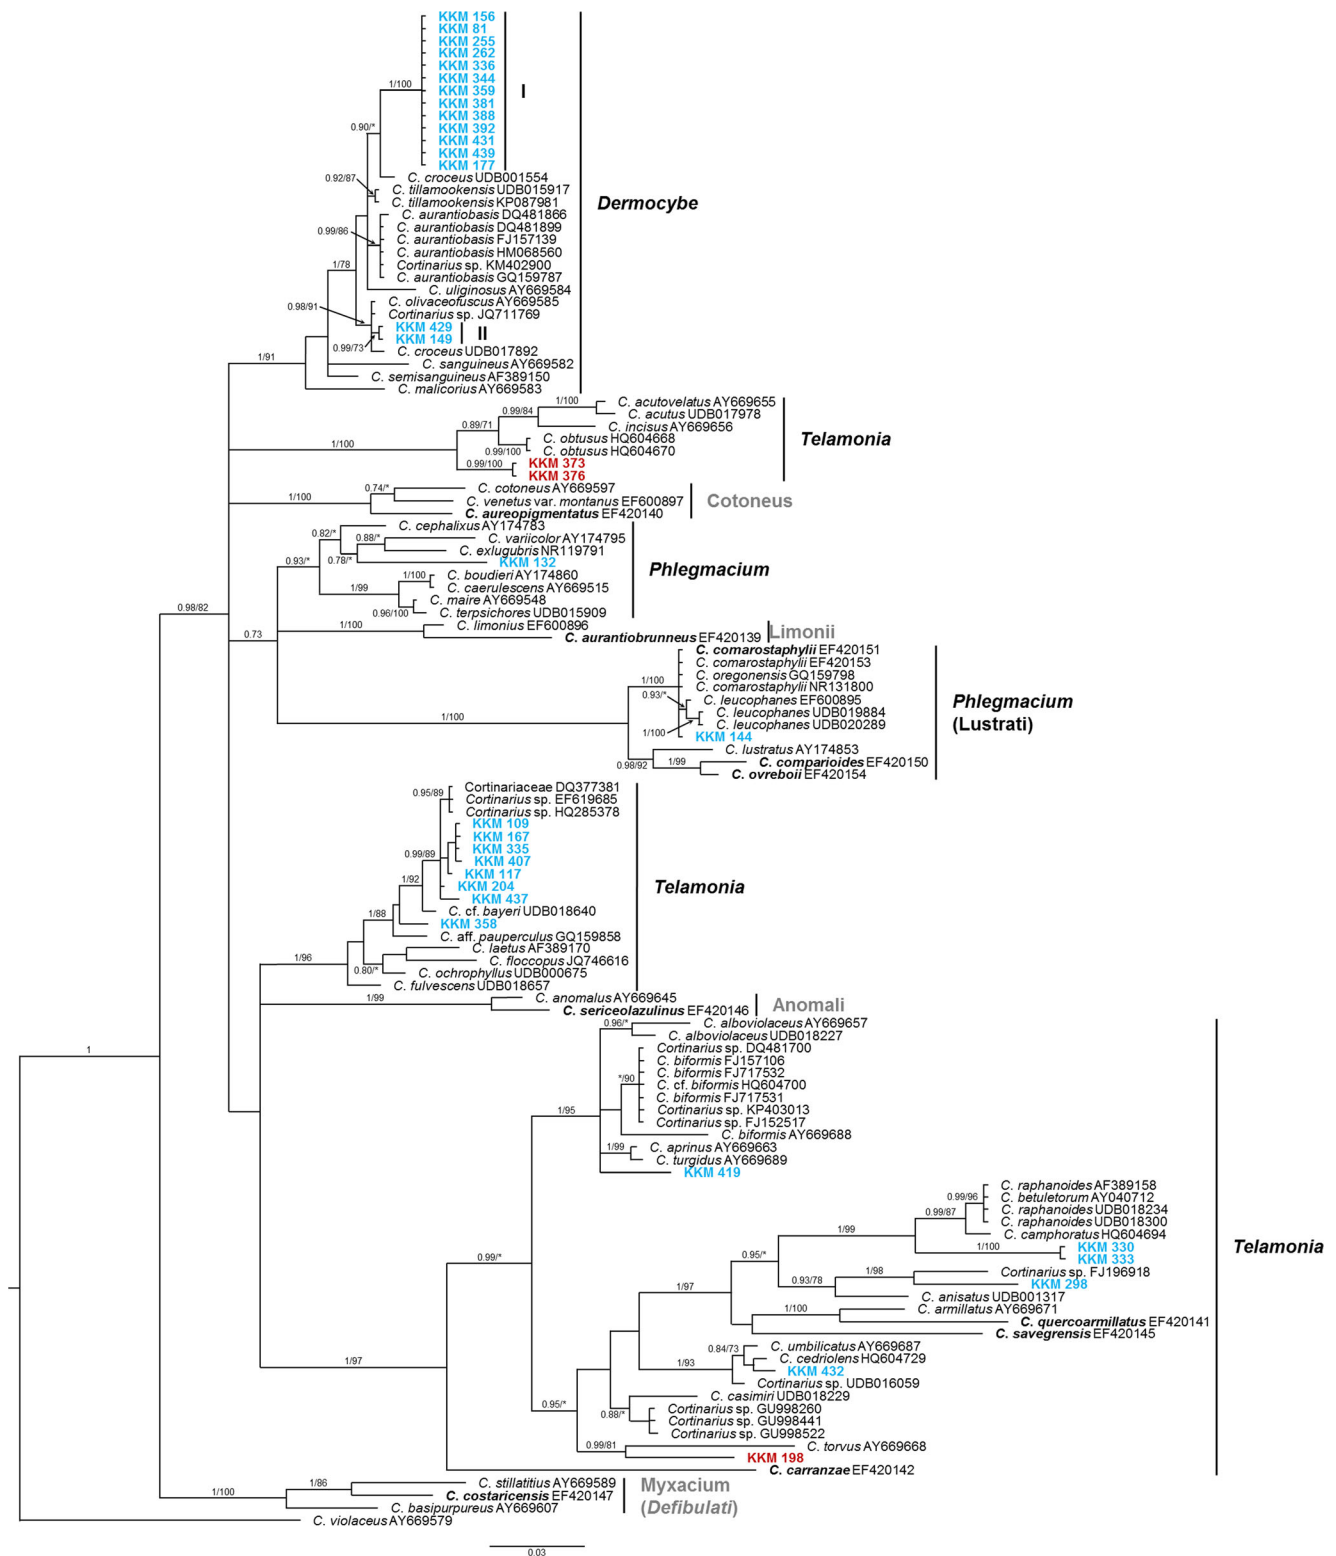 KKM 156
KKM 81
KKM 255
KKM 262
KKM 336
KKM 344
1/100
KKM 359
I
KKM 381
KKM 388
0.90/*
KKM 392
KKM 431
KKM 439
KKM 177
C. croceus UDB001554
0.92/87
C. tillamookensis UDB015917
C. tillamookensis KP087981
Dermocybe
C. aurantiobasis DQ481866
C. aurantiobasis DQ481899
0.99/86
C. aurantiobasis FJ157139
C. aurantiobasis HM068560
1/78
Cortinarius sp. KM402900
C. aurantiobasis GQ159787
C. uliginosus AY669584
C. olivaceofuscus AY669585
0.98/91
Cortinarius sp. JQ711769
KKM 429
II
KKM 149
0.99/73
C. croceus UDB017892
1/91
C. sanguineus AY669582
C. semisanguineus AF389150
C. malicorius AY669583
1/100
C. acutovelatus AY669655
0.99/84
C. acutus UDB017978
0.89/71
C. incisus AY669656
C. obtusus HQ604668
Telamonia
1/100
0.99/100
C. obtusus HQ604670
0.99/100
KKM 373
KKM 376
0.74/*
C. cotoneus AY669597
1/100
C. venetus var. montanus EF600897
Cotoneus
C. aureopigmentatus EF420140
C. cephalixus AY174783
0.82/*
0.88/*
C. variicolor AY174795
C. exlugubris NR119791
0.93/*
0.78/*
KKM 132
Phlegmacium
1/100
C. boudieri AY174860
1/99
C. caerulescens AY669515
C. maire AY669548
0.98/82
0.96/100
C. terpsichores UDB015909
0.73
1/100
C. limonius EF600896
Limonii
C. aurantiobrunneus EF420139
C. comarostaphylii EF420151
C. comarostaphylii EF420153
C. oregonensis GQ159798
1/100
C. comarostaphylii NR131800
0.93/*
C. leucophanes EF600895
Phlegmacium
(Lustrati)
C. leucophanes UDB019884
1/100
C. leucophanes UDB020289
1/100
KKM 144
C. lustratus AY174853
0.98/92
1/99
C. comparioides EF420150
C. ovreboii EF420154
Cortinariaceae DQ377381
0.95/89
Cortinarius sp. EF619685
Cortinarius sp. HQ285378
KKM 109
KKM 167
KKM 335
0.99/89
KKM 407
KKM 117
1/92
KKM 204
Telamonia
KKM 437
1/88
C. cf. bayeri UDB018640
KKM 358
C. aff. pauperculus GQ159858
C. laetus AF389170
1/96
C. floccopus JQ746616
0.80/*
C. ochrophyllus UDB000675
C. fulvescens UDB018657
1/99
C. anomalus AY669645
Anomali
C. sericeolazulinus EF420146
0.96/*
C. alboviolaceus AY669657
C. alboviolaceus UDB018227
Cortinarius sp. DQ481700
1
C. biformis FJ157106
C. biformis FJ717532
*/90
C. cf. biformis HQ604700
C. biformis FJ717531
1/95
Cortinarius sp. KP403013
Cortinarius sp. FJ152517
C. biformis AY669688
1/99
C. aprinus AY669663
C. turgidus AY669689
KKM 419
C. raphanoides AF389158
0.99/96
C. betuletorum AY040712
0.99/87
C. raphanoides UDB018234
C. raphanoides UDB018300
1/99
C. camphoratus HQ604694
1/100
KKM 330
Telamonia
0.99/*
0.95/*
KKM 333
1/98
Cortinarius sp. FJ196918
0.93/78
KKM 298
1/97
C. anisatus UDB001317
1/100
C. armillatus AY669671
C. quercoarmillatus EF420141
C. savegrensis EF420145
0.84/73
C. umbilicatus AY669687
1/97
1/93
C. cedriolens HQ604729
KKM 432
Cortinarius sp. UDB016059
C. casimiri UDB018229
0.95/*
0.88/*
Cortinarius sp. GU998260
Cortinarius sp. GU998441
Cortinarius sp. GU998522
0.99/81
C. torvus AY669668
KKM 198
C. carranzae EF420142
1/86
C. stillatitius AY669589
Myxacium
1/100
C. costaricensis EF420147
(Defibulati)
C. basipurpureus AY669607
C. violaceus AY669579
0.03